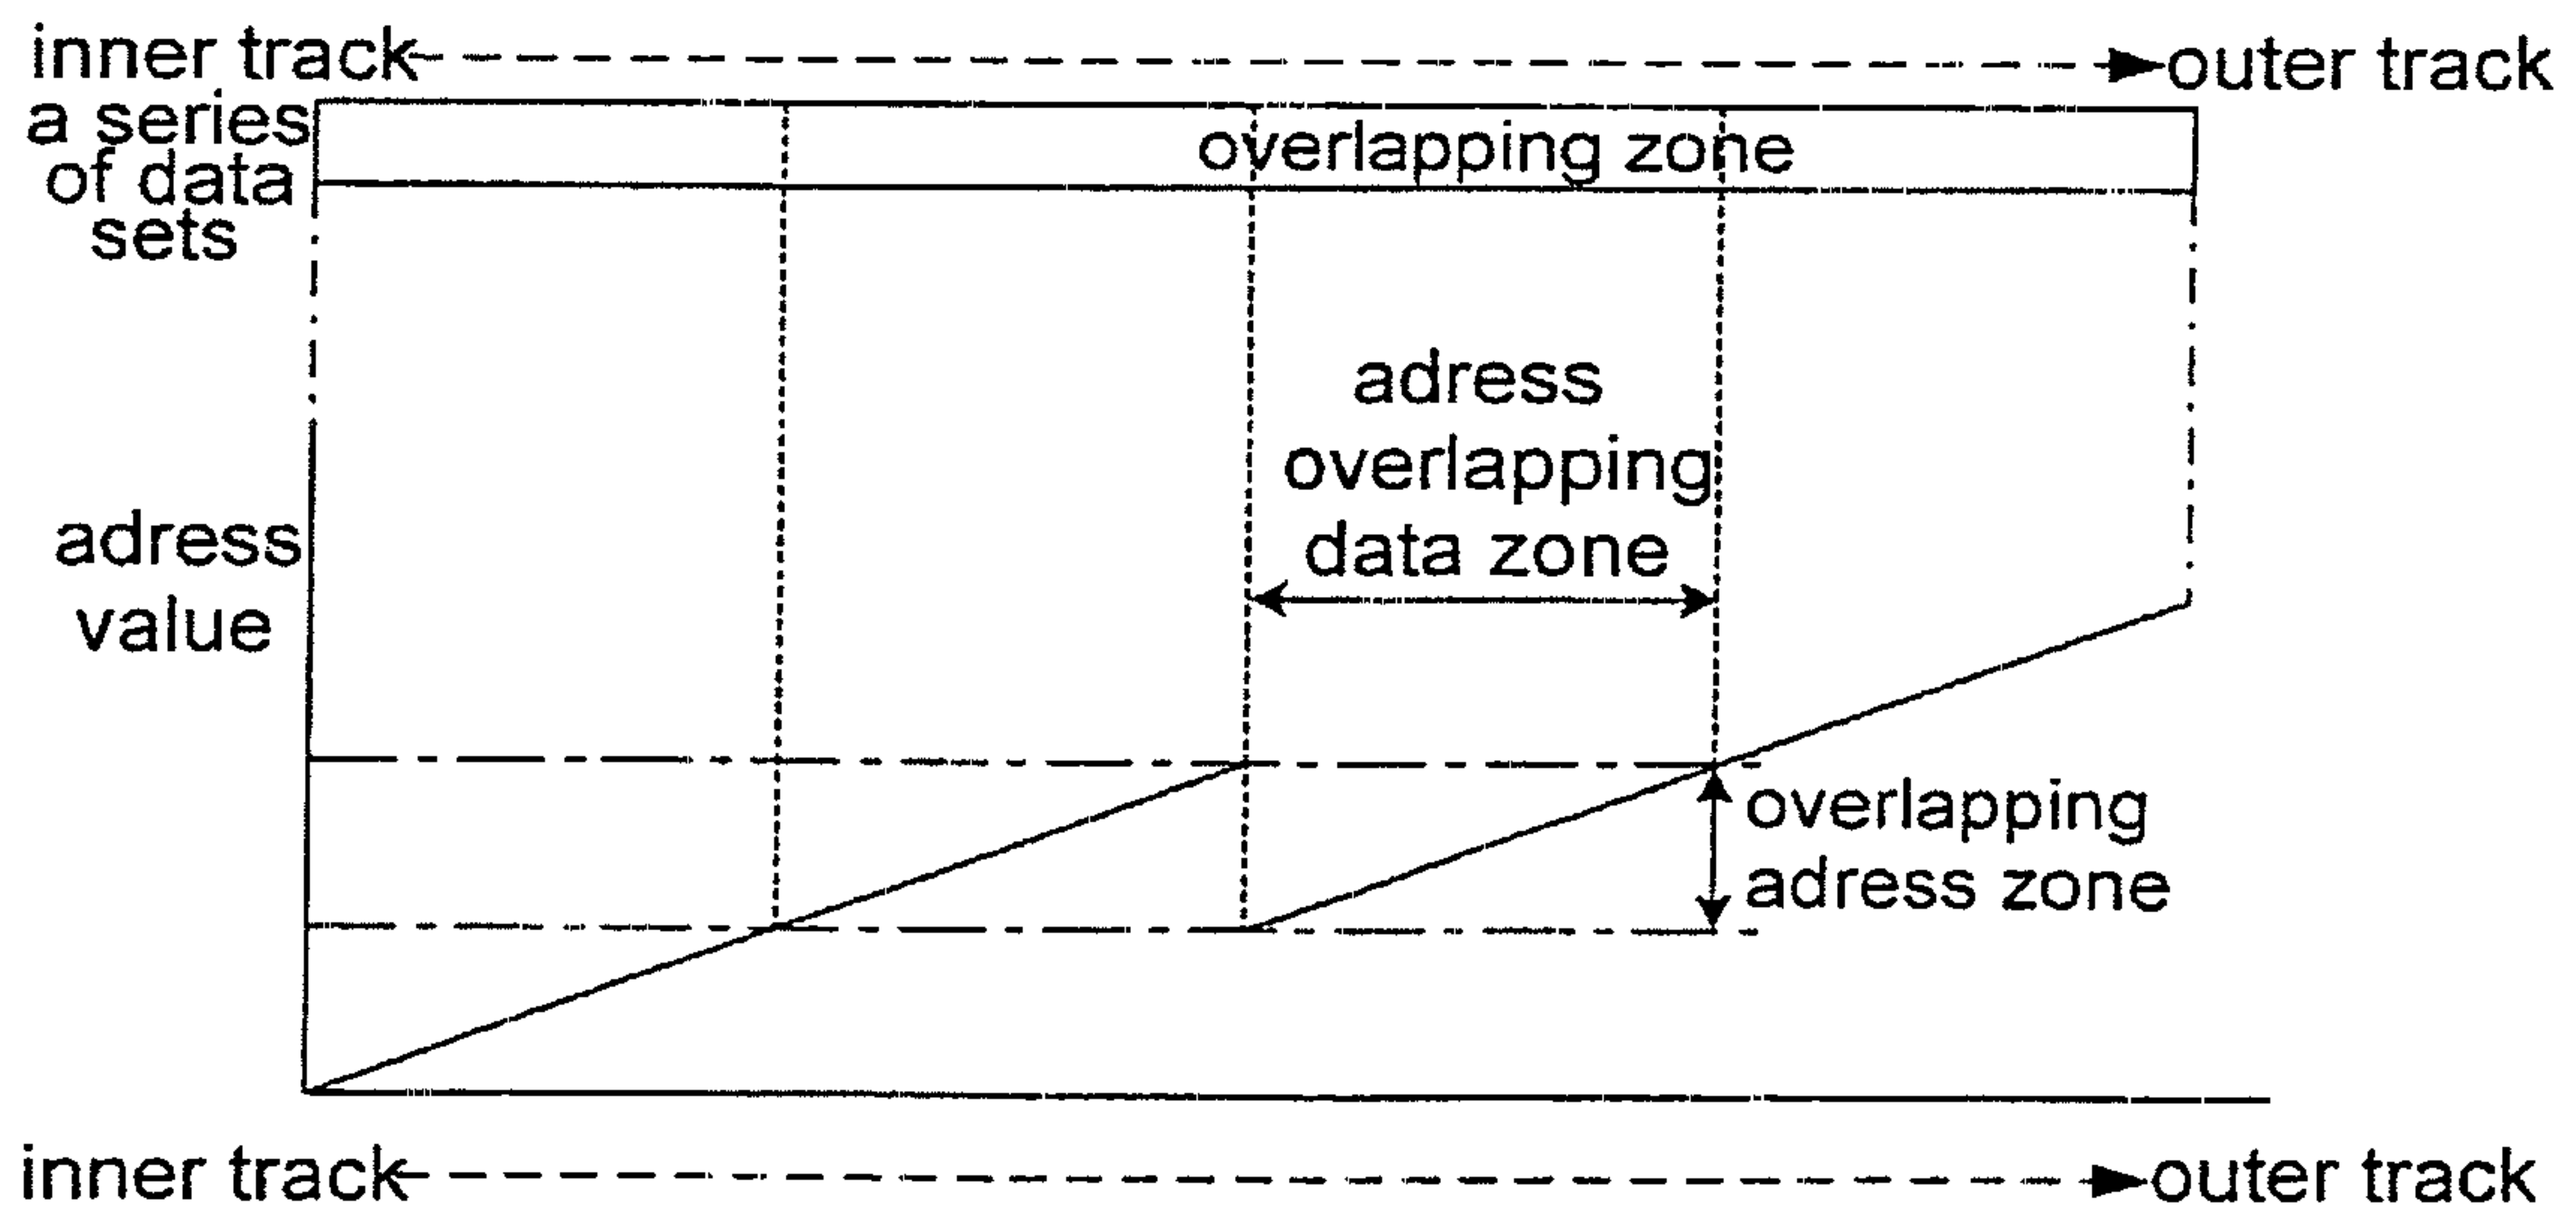 inner track
outer track
a series
of data
sets
overlapping zone
adress
overlapping
data zone
adress
value
overlapping
adress zone
inner track
outer track